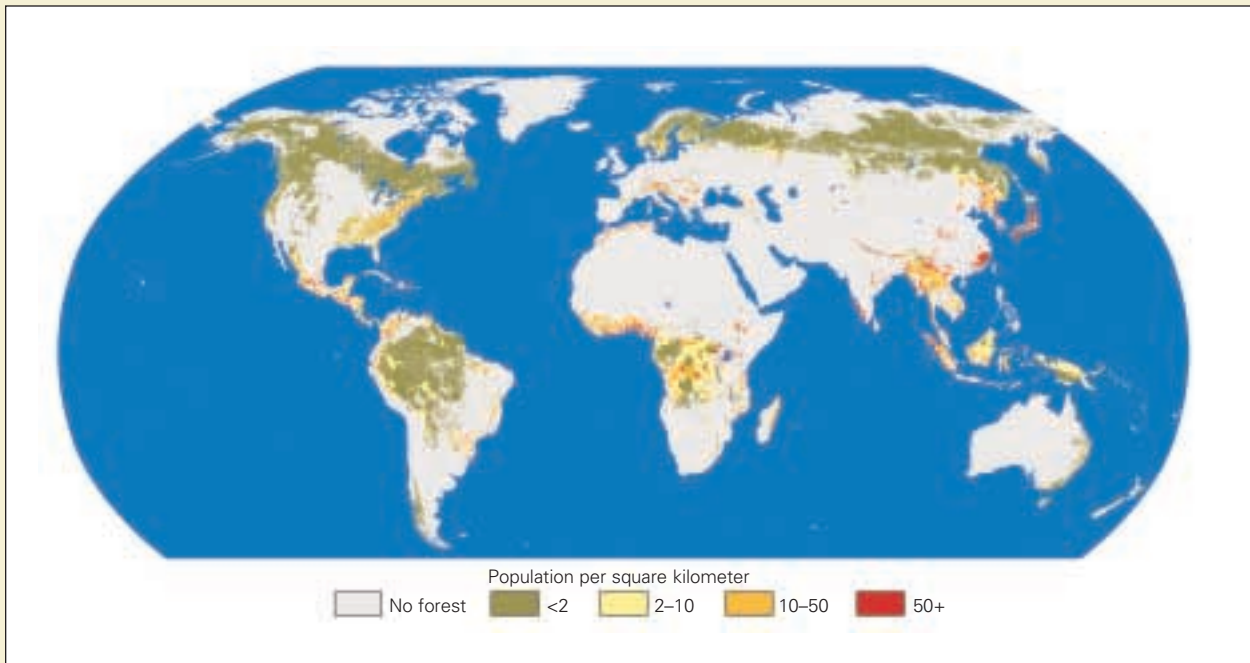 Population per square kilometer
No forest <2 2–10 10–50 50+